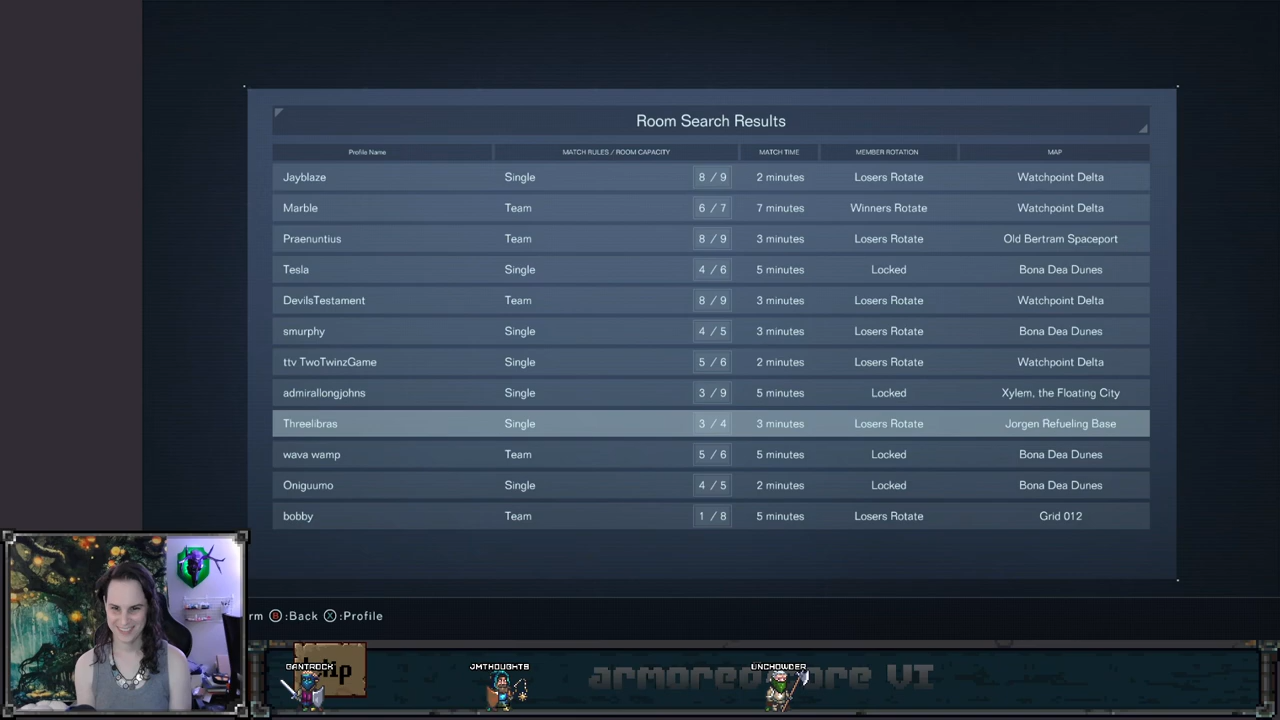 Room Search Results
Profile Name MATCH RULES / ROOM CAPACITY MATCH TIME MEMBER ROTATION MAP
Jayblaze Single 8 / 9 2 minutes Losers Rotate Watchpoint Delta
Marble Team 6 / 7 7 minutes Winners Rotate Watchpoint Delta
Praenuntius Team 8 / 9 3 minutes Losers Rotate Old Bertram Spaceport
Tesla Single 4 / 6 5 minutes Locked Bona Dea Dunes
DevilsTestament Team 8 / 9 3 minutes Losers Rotate Watchpoint Delta
smurphy Single 4 / 5 3 minutes Losers Rotate Bona Dea Dunes
ttv TwoTwinzGame Single 5 / 6 2 minutes Losers Rotate Watchpoint Delta
admirallongjohns Single 3 / 9 5 minutes Locked Xylem, the Floating City
Threelibras Single 3 / 4 3 minutes Losers Rotate Jorgen Refueling Base
wava wamp Team 5 / 6 5 minutes Locked Bona Dea Dunes
Oniguumo Single 4 / 5 2 minutes Locked Bona Dea Dunes
bobby Team 1 / 8 5 minutes Losers Rotate Grid 012
rm B :Back X :Profile
GANTROCK JMTHOUGHTS UNCHOWDER
armored core VI